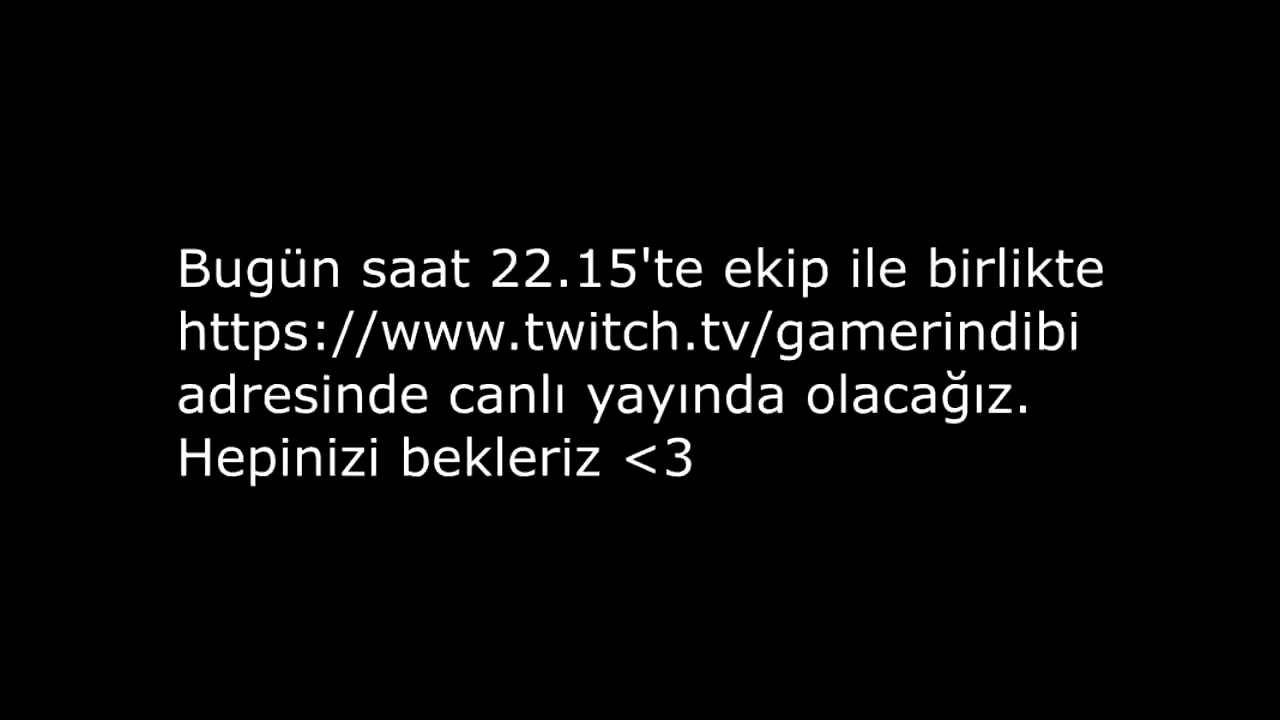 Bugün saat 22.15'te ekip ile birlikte
https://www.twitch.tv/gamerindibi
adresinde canlı yayında olacağız.
Hepinizi bekleriz <3